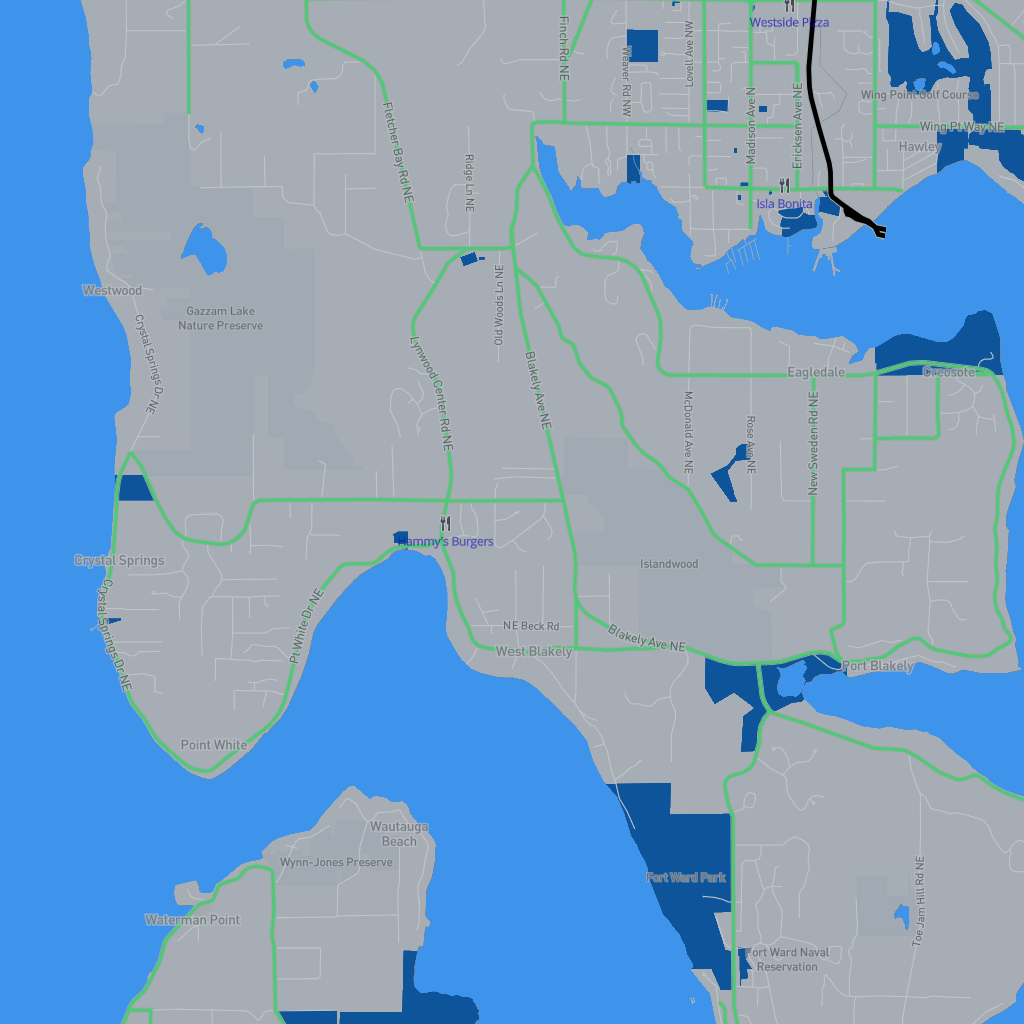 Westside Pizza
Finch Rd NE
Weaver Rd NW
Lovell Ave NW
Madison Ave N
Ericksen Ave NE
Wing Point Golf Course
Wing Pt Way NE
Hawley
Isla Bonita
Fletcher Bay Rd NE
Ridge Ln NE
Old Woods Ln NE
Westwood
Gazzam Lake
Nature Preserve
Crystal Springs Dr NE
Lynwood Center Rd NE
Blakely Ave NE
Eagledale
Creosote
McDonald Ave NE
Rose Ave NE
New Sweden Rd NE
Hammy's Burgers
Crystal Springs
Islandwood
Crystal Springs Dr NE
Pt White Dr NE
NE Beck Rd
Blakely Ave NE
West Blakely
Port Blakely
Point White
Wautauga
Beach
Wynn-Jones Preserve
Fort Ward Park
Toe Jam Hill Rd NE
Waterman Point
Fort Ward Naval
Reservation